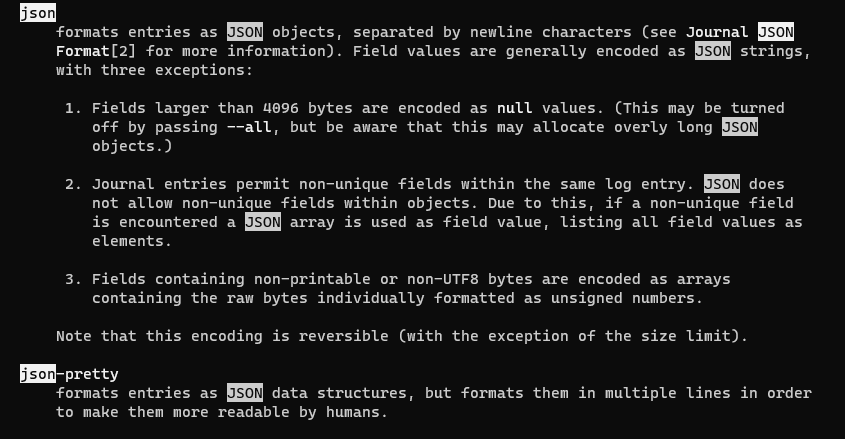 json
formats entries as JSON objects, separated by newline characters (see Journal JSON
Format[2] for more information). Field values are generally encoded as JSON strings,
with three exceptions:
1. Fields larger than 4096 bytes are encoded as null values. (This may be turned
off by passing --all, but be aware that this may allocate overly long JSON
objects.)
2. Journal entries permit non-unique fields within the same log entry. JSON does
not allow non-unique fields within objects. Due to this, if a non-unique field
is encountered a JSON array is used as field value, listing all field values as
elements.
3. Fields containing non-printable or non-UTF8 bytes are encoded as arrays
containing the raw bytes individually formatted as unsigned numbers.
Note that this encoding is reversible (with the exception of the size limit).
json-pretty
formats entries as JSON data structures, but formats them in multiple lines in order
to make them more readable by humans.